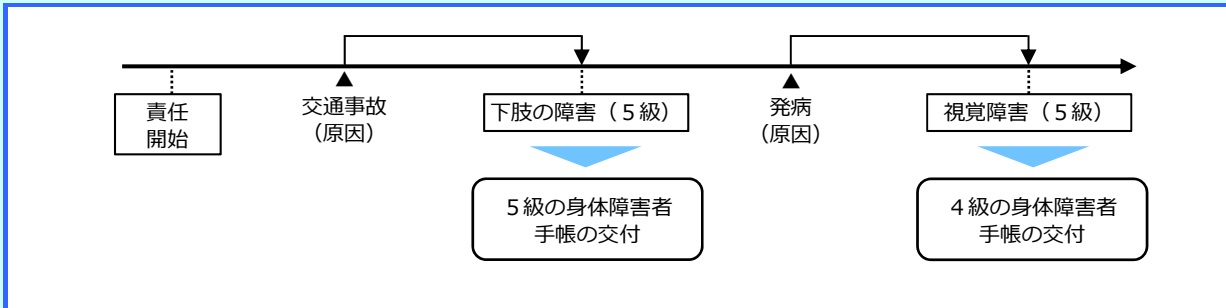 責任
開始
交通事故
（原因）
下肢の障害（５級）
発病
（原因）
視覚障害（５級）
５級の身体障害者
手帳の交付
４級の身体障害者
手帳の交付